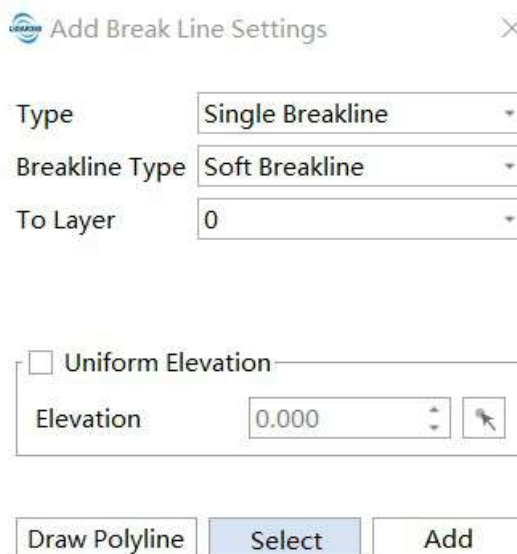 Add Break Line Settings
Type Single Breakline
Breakline Type Soft Breakline
To Layer 0
Uniform Elevation
Elevation 0.000
Draw Polyline Select Add